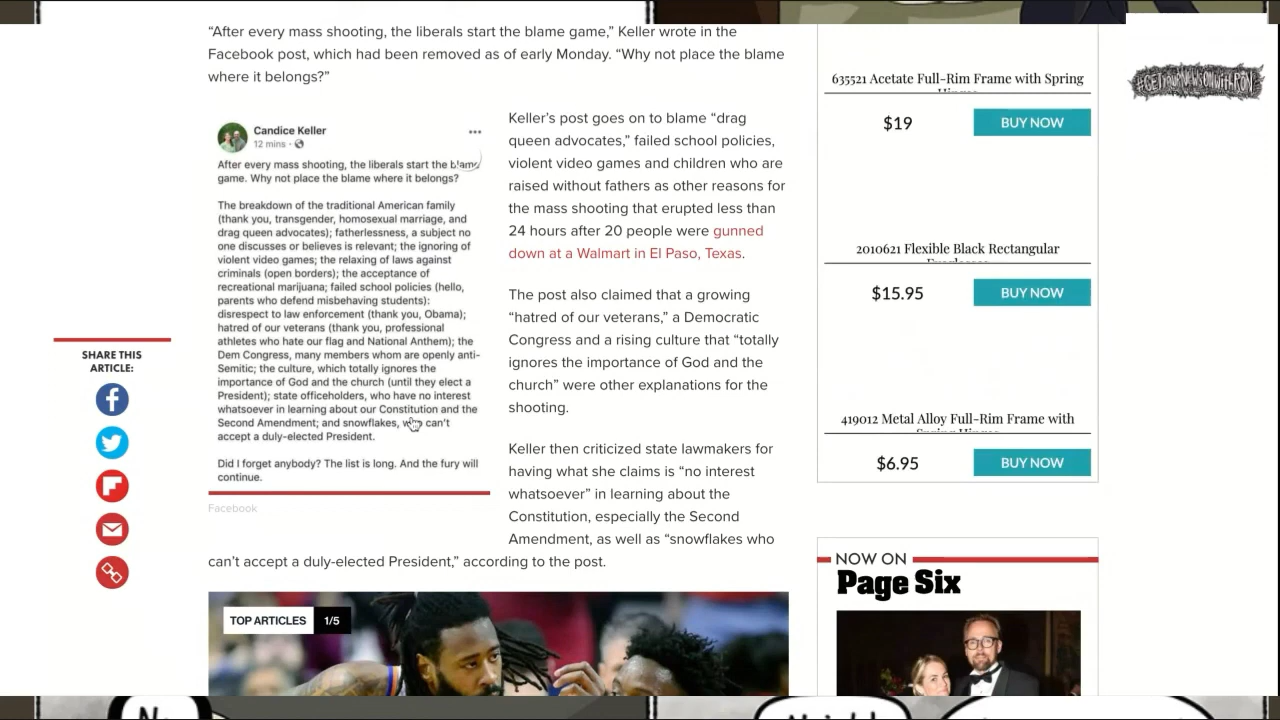 “After every mass shooting, the liberals start the blame game,” Keller wrote in the
Facebook post, which had been removed as of early Monday. “Why not place the blame
where it belongs?”
Candice Keller
12 mins ·
After every mass shooting, the liberals start the blame
game. Why not place the blame where it belongs?
The breakdown of the traditional American family
(thank you, transgender, homosexual marriage, and
drag queen advocates); fatherlessness, a subject no
one discusses or believes is relevant; the ignoring of
violent video games; the relaxing of laws against
criminals (open borders); the acceptance of
recreational marijuana; failed school policies (hello,
parents who defend misbehaving students):
disrespect to law enforcement (thank you, Obama);
hatred of our veterans (thank you, professional
athletes who hate our flag and National Anthem); the
Dem Congress, many members whom are openly anti-
Semitic; the culture, which totally ignores the
importance of God and the church (until they elect a
President); state officeholders, who have no interest
whatsoever in learning about our Constitution and the
Second Amendment; and snowflakes, who can’t
accept a duly-elected President.
Did I forget anybody? The list is long. And the fury will
continue.
Facebook
Keller’s post goes on to blame “drag
queen advocates,” failed school policies,
violent video games and children who are
raised without fathers as other reasons for
the mass shooting that erupted less than
24 hours after 20 people were gunned
down at a Walmart in El Paso, Texas.
The post also claimed that a growing
“hatred of our veterans,” a Democratic
Congress and a rising culture that “totally
ignores the importance of God and the
church” were other explanations for the
shooting.
Keller then criticized state lawmakers for
having what she claims is “no interest
whatsoever” in learning about the
Constitution, especially the Second
Amendment, as well as “snowflakes who
can’t accept a duly-elected President,” according to the post.
SHARE THIS
ARTICLE:
TOP ARTICLES 1/5
635521 Acetate Full-Rim Frame with Spring
$19 BUY NOW
2010621 Flexible Black Rectangular
$15.95 BUY NOW
419012 Metal Alloy Full-Rim Frame with
$6.95 BUY NOW
NOW ON
Page Six
#GETYOURNEWSONWITHRON